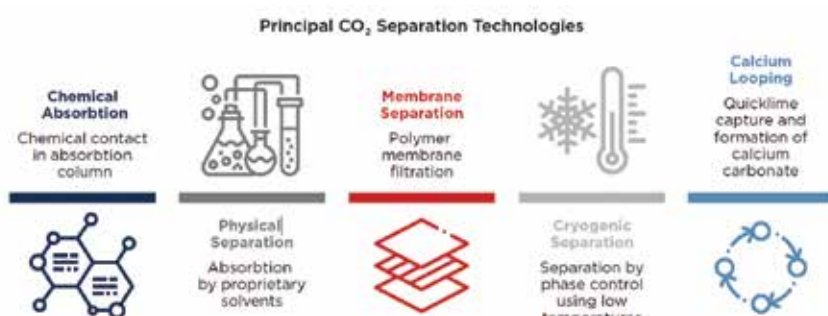 Principal CO₂ Separation Technologies
Chemical
Absorbtion
Chemical contact
in absorbtion
column
Physical
Separation
Absorbtion
by proprietary
solvents
Membrane
Separation
Polymer
membrane
filtration
Cryogenic
Separation
Separation by
phase control
using low
temperatures
Calcium
Looping
Quicklime
capture and
formation of
calcium
carbonate